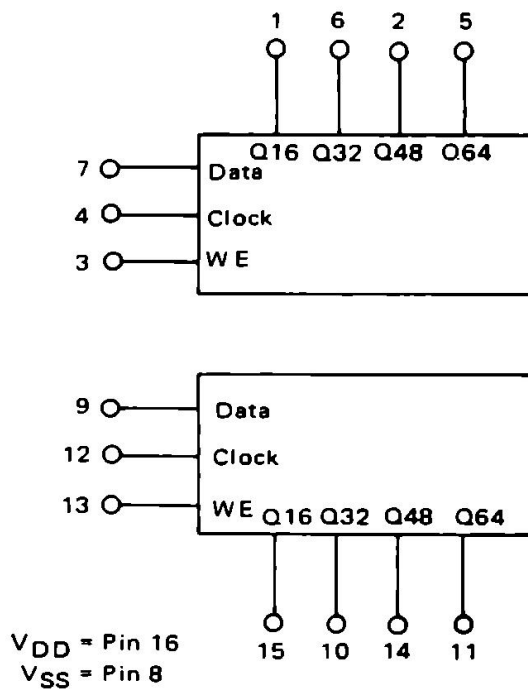 1 6 2 5
Q16 Q32 Q48 Q64
7 Data
4 Clock
3 WE
9 Data
12 Clock
13 WE
Q16 Q32 Q48 Q64
15 10 14 11
VDD = Pin 16
VSS = Pin 8